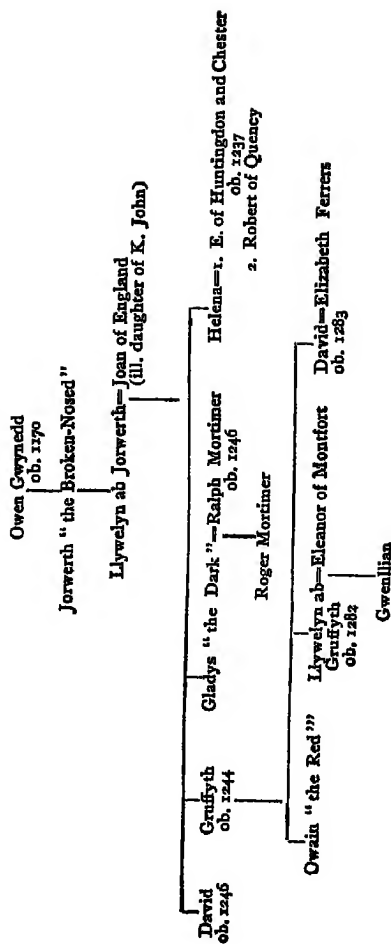 Owen Gwynedd
ob. 1170
Jorwerth “ the Broken-Nosed ”
Llywelyn ab Jorwerth=Joan of England
(ill. daughter of K. John)
David
ob. 1246
Gruffyth
ob. 1244
Gladys “ the Dark ”=Ralph Mortimer
ob. 1246
Helena=1. E. of Huntingdon and Chester
ob. 1237
2. Robert of Quency
Roger Mortimer
Owain “ the Red ”’
Llywelyn ab=Eleanor of Montfort
Gruffyth
ob. 1282
David=Elizabeth Ferrers
ob. 1283
Gwenllian